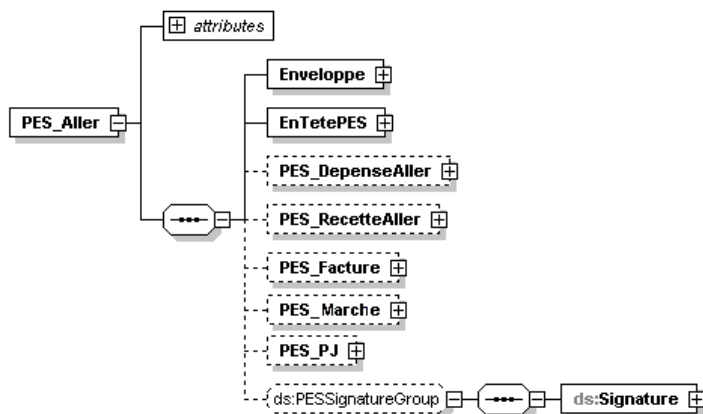 attributes
Enveloppe
EnTetePES
PES_Aller
PES_DepenseAller
PES_RecetteAller
PES_Facture
PES_Marche
PES_PJ
ds:PESSignatureGroup
ds:Signature